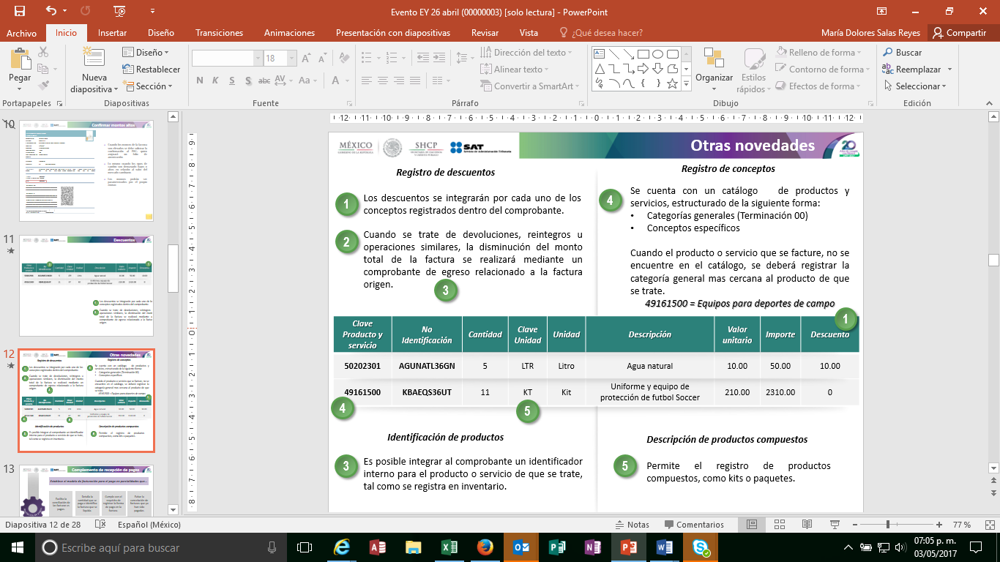 Evento EY 26 abril (00000003) [solo lectura] - PowerPoint
Archivo Inicio Insertar Diseño Transiciones Animaciones Presentación con diapositivas Revisar Vista ¿Qué desea hacer? María Dolores Salas Reyes Compartir
Pegar
Nueva diapositiva
Diseño
Restablecer
Sección
18
N K S S abc AV Aa A
Dirección del texto
Alinear texto
Convertir a SmartArt
Organizar
Estilos rápidos
Relleno de forma
Contorno de forma
Efectos de forma
Buscar
Reemplazar
Seleccionar
Portapapeles Diapositivas Fuente Párrafo Dibujo Edición
10
Confirmar montos altos
11
Descuentos
12
Otras novedades
13
Complemento de recepción de pagos
MÉXICO
GOBIERNO DE LA REPÚBLICA
SHCP
SAT
Servicio de Administración Tributaria
Otras novedades
Registro de descuentos
1
Los descuentos se integrarán por cada uno de los
conceptos registrados dentro del comprobante.
2
Cuando se trate de devoluciones, reintegros u
operaciones similares, la disminución del monto
total de la factura se realizará mediante un
comprobante de egreso relacionado a la factura
origen.
3
Registro de conceptos
4
Se cuenta con un catálogo de productos y
servicios, estructurado de la siguiente forma:
• Categorías generales (Terminación 00)
• Conceptos específicos
Cuando el producto o servicio que se facture, no se
encuentre en el catálogo, se deberá registrar la
categoría general mas cercana al producto de que
se trate.
49161500 = Equipos para deportes de campo
1
Clave Producto y servicio
No Identificación
Cantidad
Clave Unidad
Unidad
Descripción
Valor unitario
Importe
Descuento
50202301 AGUNAT1366GN 5 LTR Litro Agua natural 10.00 50.00 10.00
49161500 KEPF4568GBUT 11 KT Kit Uniforme y equipo de protección de futbol Soccer 210.00 2310.00 0
4
5
Identificación de productos
3
Es posible integrar al comprobante un identificador
interno para el producto o servicio de que se trate,
tal como se registra en inventario.
Descripción de productos compuestos
5
Permite el registro de productos
compuestos, como kits o paquetes.
Diapositiva 12 de 28 Español (México) Notas Comentarios 77 %
Escribe aquí para buscar
07:05 p. m.
03/05/2017